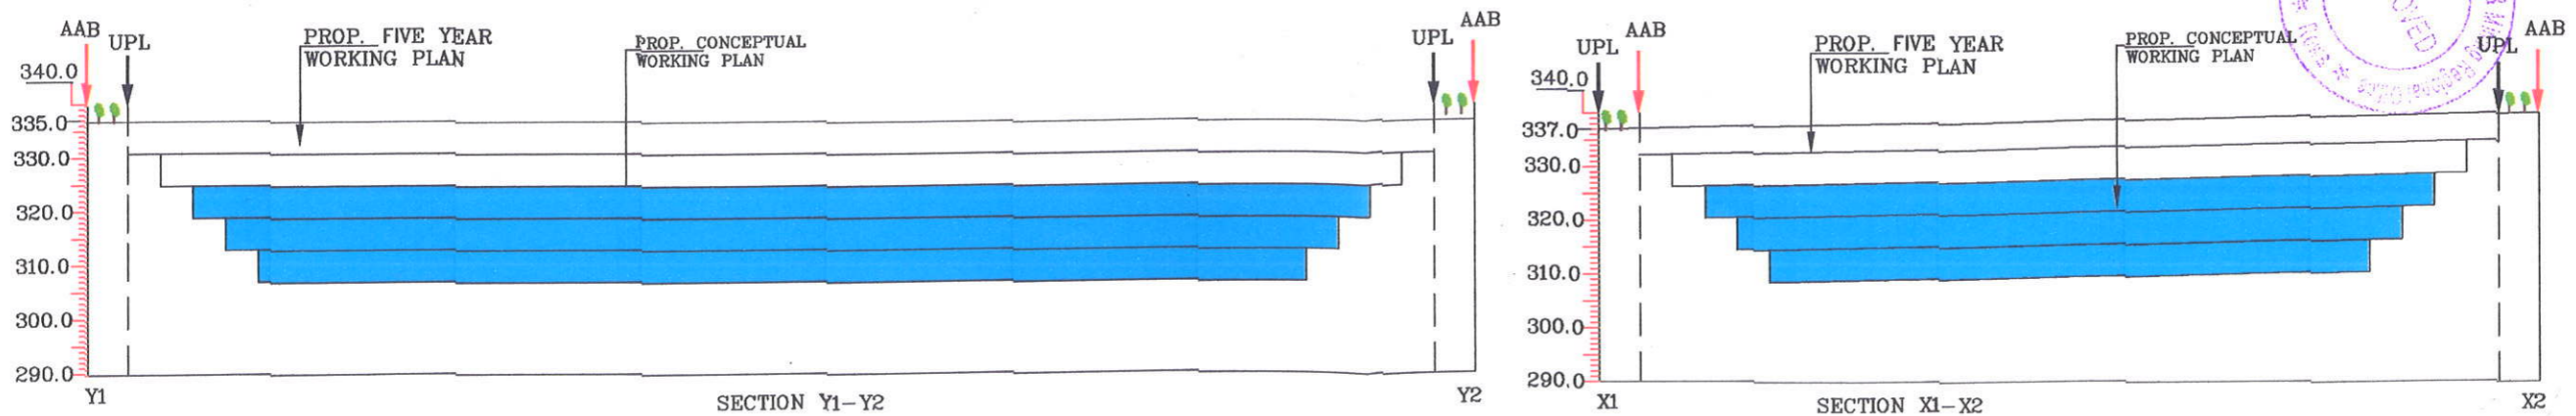 AAB
UPL
PROP. FIVE YEAR
WORKING PLAN
PROP. CONCEPTUAL
WORKING PLAN
UPL
AAB
340.0
335.0
330.0
320.0
310.0
300.0
290.0
Y1
SECTION Y1-Y2
Y2
UPL
AAB
PROP. FIVE YEAR
WORKING PLAN
PROP. CONCEPTUAL
WORKING PLAN
UPL
AAB
340.0
337.0
330.0
320.0
310.0
300.0
290.0
X1
SECTION X1-X2
X2